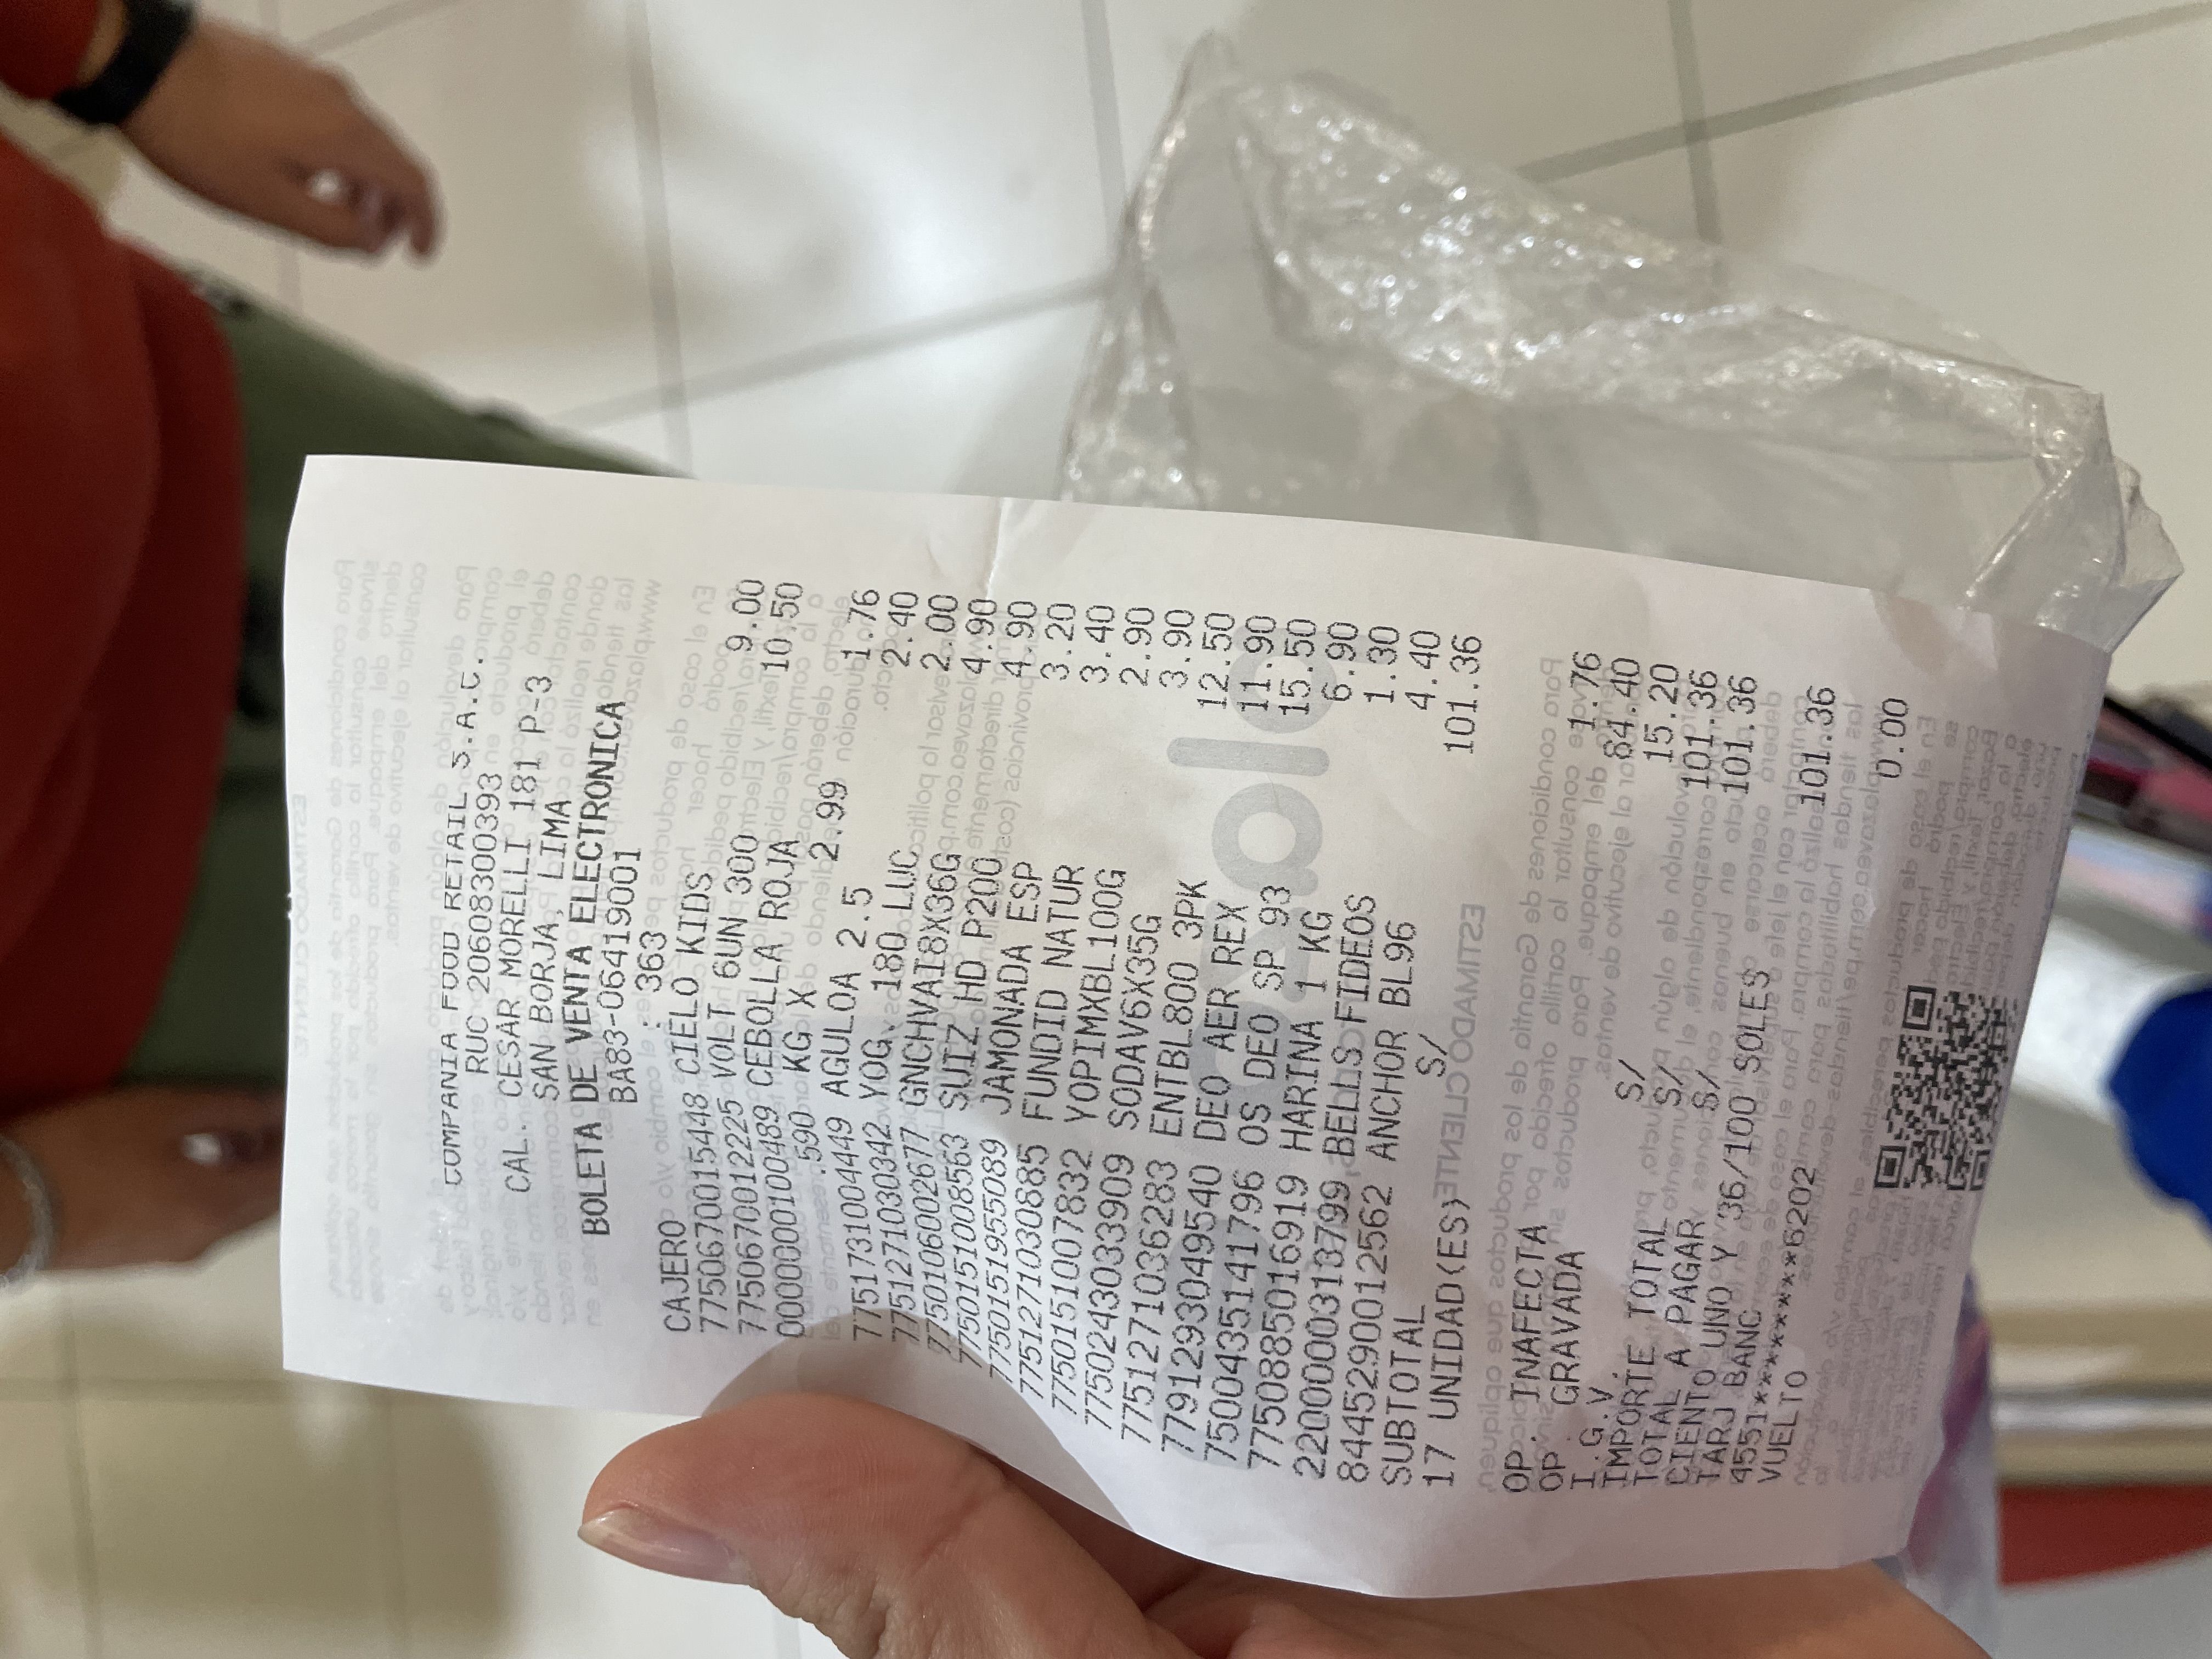 COMPANIA FOOD RETAIL S.A.C.
RUC 20608300393
CAL. CESAR MORELLI 181 P-3
SAN BORJA, LIMA
BOLETA DE VENTA ELECTRONICA
BA83-06419001
CAJERO : 363
7750670015448 CIELO KIDS 9.00
7750670012225 VOLT 6UN 300 10.50
0000000100489 CEBOLLA ROJA
.590 KG X 2.99 1.76
7751731004449 AGULOA 2.5 2.40
7751271030342 YOG. 180 LUC 2.00
7750106002677 GNCHVAI8X36G 4.90
7750151008563 SUIZ HD P200 4.90
7750151955089 JAMONADA ESP 3.20
7751271030885 FUNDID NATUR 3.40
7750151007832 YOPIMXBL100G 2.90
7750243033909 SODAV6X35G 3.90
7751271036283 ENTBL800 3PK 12.50
7791293049540 DEO AER REX 11.90
7500435141796 OS DEO SP 93 15.50
7750885016919 HARINA 1 KG 6.90
2200000313799 BELLS FIDEOS 1.30
8445290012562 ANCHOR BL96 4.40
SUBTOTAL S/ 101.36
17 UNIDAD(ES)
OP. INAFECTA 1.76
OP. GRAVADA 84.40
I.G.V. S/ 15.20
IMPORTE TOTAL S/ 101.36
TOTAL A PAGAR S/ 101.36
CIENTO UNO Y 36/100 SOLES
TARJ BANC 101.36
4551********6202
VUELTO 0.00